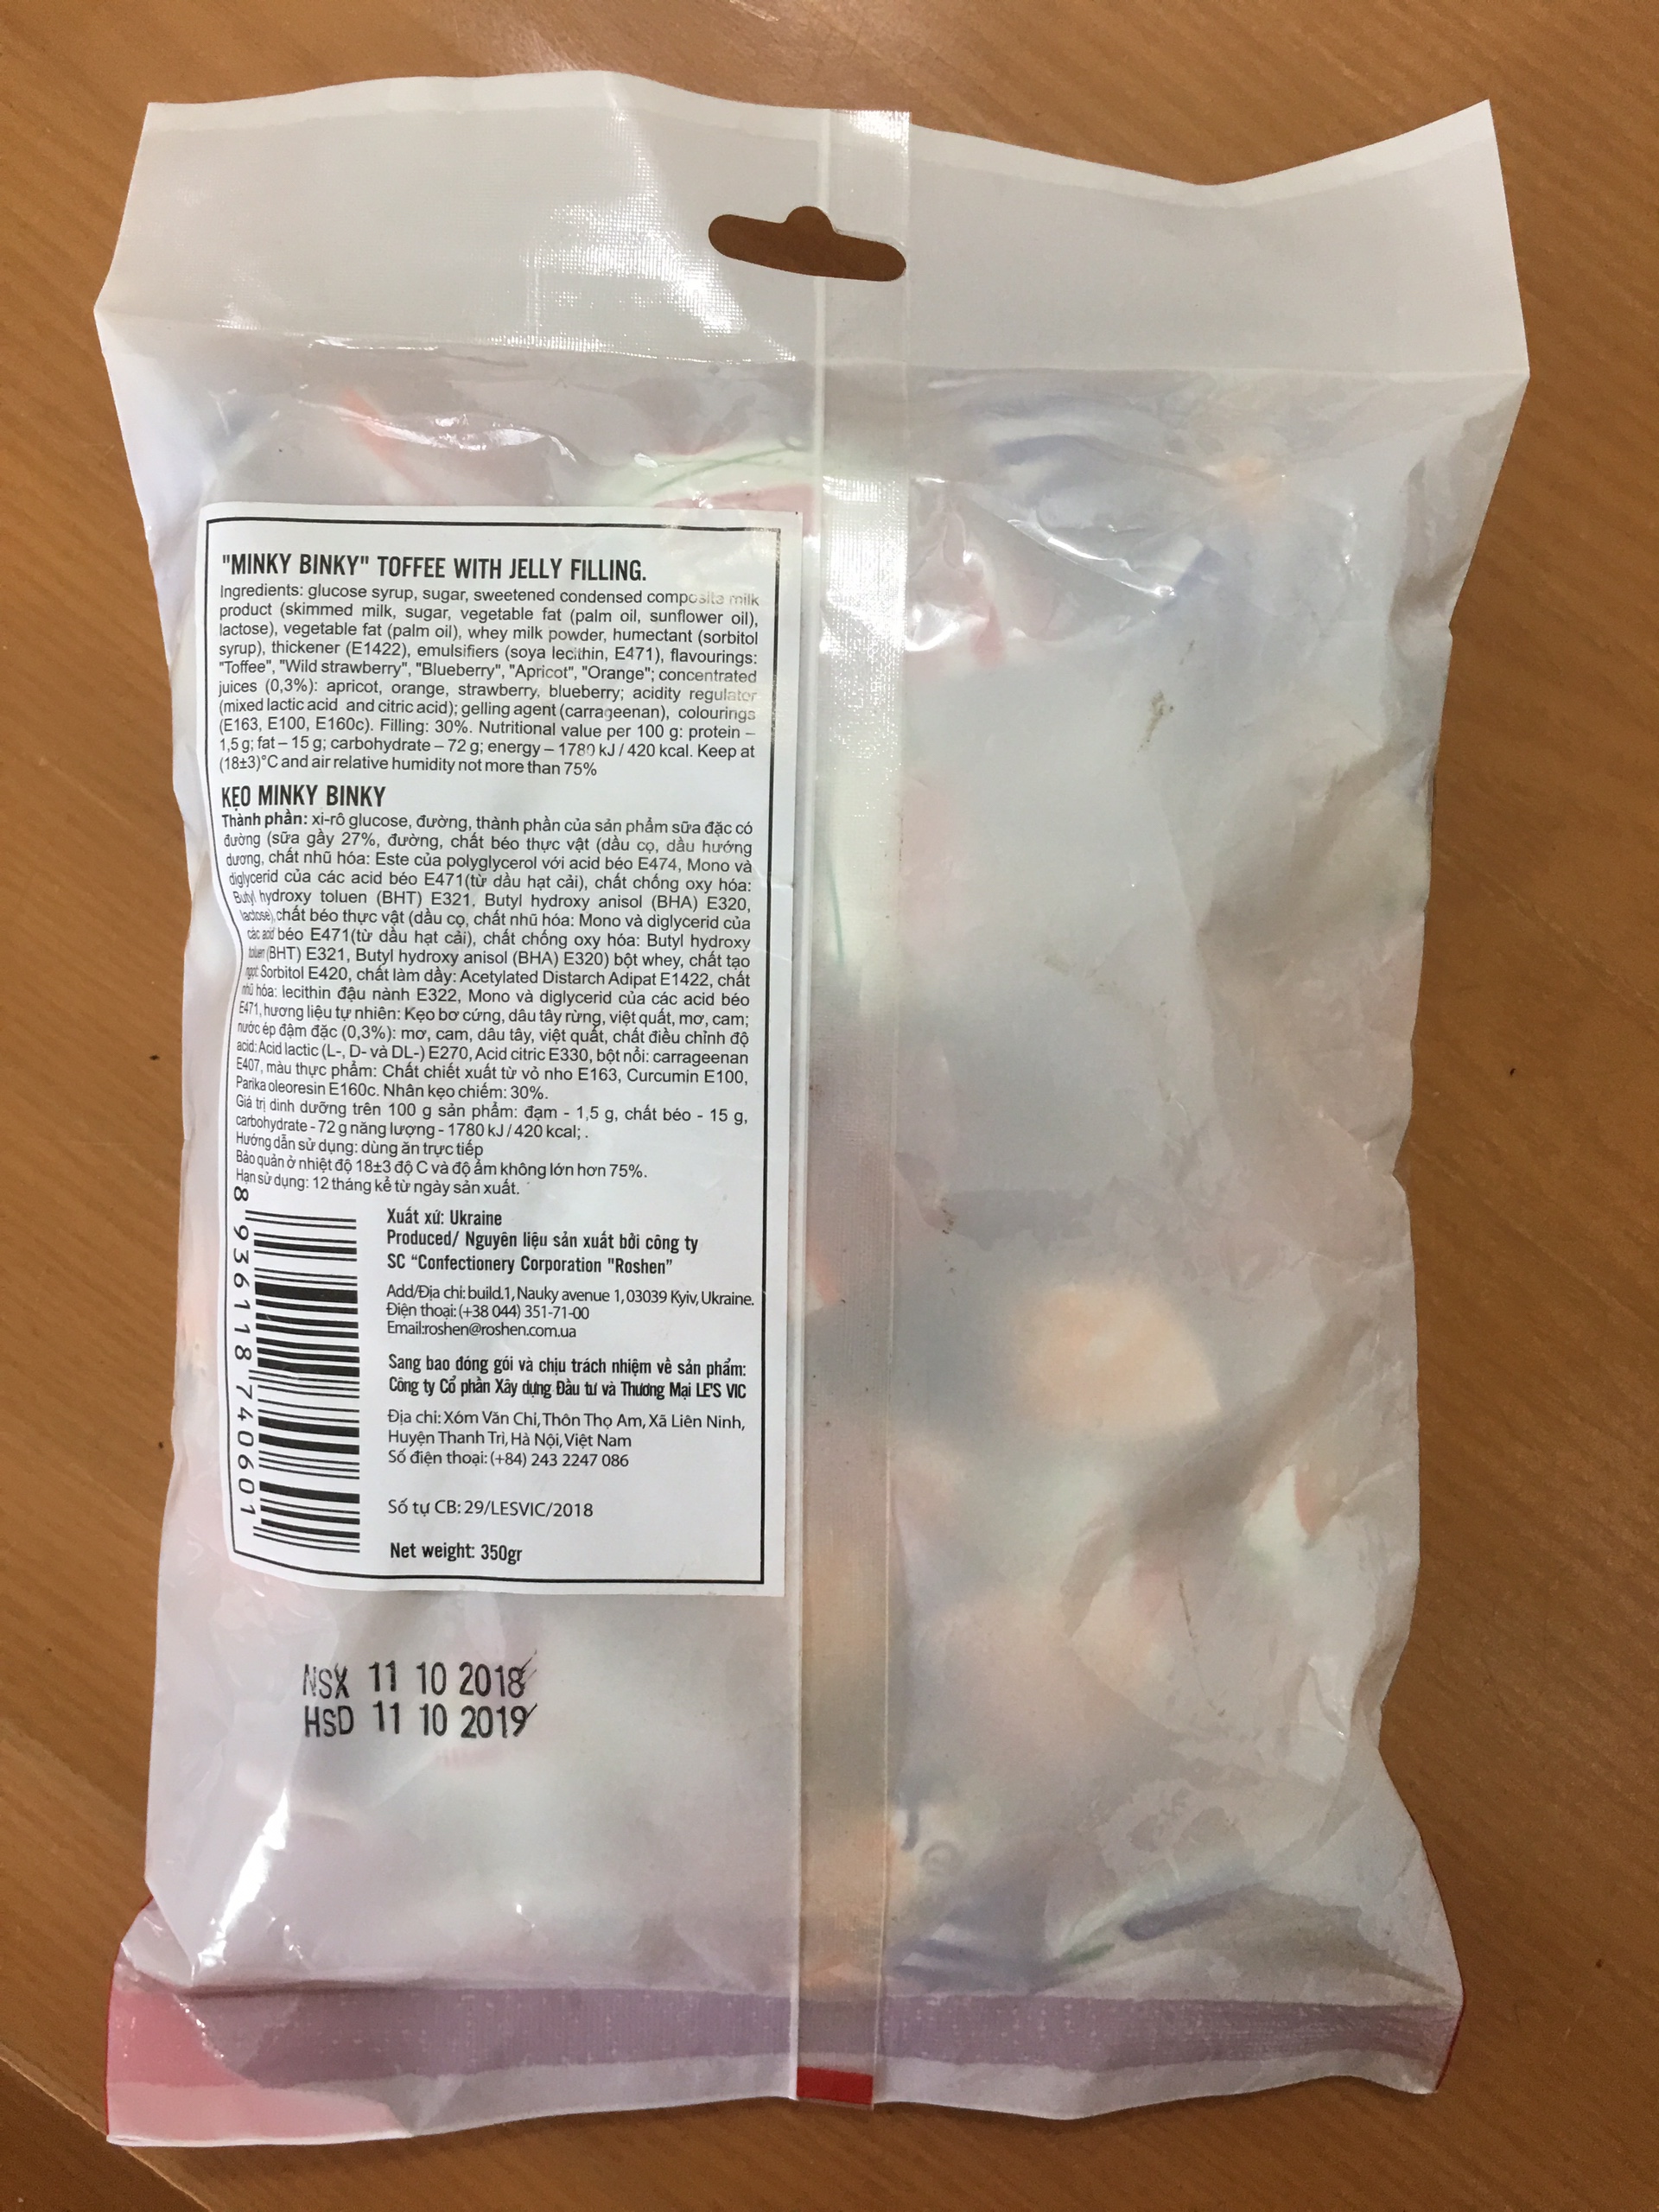 "MINKY BINKY" TOFFEE WITH JELLY FILLING.
Ingredients: glucose syrup, sugar, sweetened condensed composite milk
product (skimmed milk, sugar, vegetable fat (palm oil, sunflower oil),
lactose), vegetable fat (palm oil), whey milk powder, humectant (sorbitol
syrup), thickener (E1422), emulsifiers (soya lecithin, E471), flavourings:
"Toffee", "Wild strawberry", "Blueberry", "Apricot", "Orange"; concentrated
juices (0,3%): apricot, orange, strawberry, blueberry; acidity regulator
(mixed lactic acid and citric acid); gelling agent (carrageenan), colourings
(E163, E100, E160c). Filling: 30%. Nutritional value per 100 g: protein –
1,5 g; fat – 15 g; carbohydrate – 72 g; energy – 1780 kJ / 420 kcal. Keep at
(18±3)°C and air relative humidity not more than 75%
KẸO MINKY BINKY
Thành phần: xi-rô glucose, đường, thành phần của sản phẩm sữa đặc có
đường (sữa gầy 27%, đường, chất béo thực vật (dầu cọ, dầu hướng
dương, chất nhũ hóa: Este của polyglycerol với acid béo E474, Mono và
diglycerid của các acid béo E471(từ dầu hạt cải), chất chống oxy hóa:
Butyl hydroxy toluen (BHT) E321, Butyl hydroxy anisol (BHA) E320,
lactose),chất béo thực vật (dầu cọ, chất nhũ hóa: Mono và diglycerid của
các acid béo E471(từ dầu hạt cải), chất chống oxy hóa: Butyl hydroxy
toluen (BHT) E321, Butyl hydroxy anisol (BHA) E320) bột whey, chất tạo
ngọt: Sorbitol E420, chất làm dầy: Acetylated Distarch Adipat E1422, chất
nhũ hóa: lecithin đậu nành E322, Mono và diglycerid của các acid béo
E471, hương liệu tự nhiên: Kẹo bơ cứng, dâu tây rừng, việt quất, mơ, cam;
nước ép đậm đặc (0,3%): mơ, cam, dâu tây, việt quất, chất điều chỉnh độ
acid: Acid lactic (L-, D- và DL-) E270, Acid citric E330, bột nổi: carrageenan
E407, màu thực phẩm: Chất chiết xuất từ vỏ nho E163, Curcumin E100,
Parika oleoresin E160c. Nhân kẹo chiếm: 30%.
Giá trị dinh dưỡng trên 100 g sản phẩm: đạm - 1,5 g, chất béo - 15 g,
carbohydrate - 72 g năng lượng - 1780 kJ / 420 kcal; .
Hướng dẫn sử dụng: dùng ăn trực tiếp
Bảo quản ở nhiệt độ 18±3 độ C và độ ẩm không lớn hơn 75%.
Hạn sử dụng: 12 tháng kể từ ngày sản xuất.
8 936118 740601
Xuất xứ: Ukraine
Produced/ Nguyên liệu sản xuất bởi công ty
SC “Confectionery Corporation "Roshen”
Add/Địa chỉ: build.1, Nauky avenue 1, 03039 Kyiv, Ukraine.
Điện thoại: (+38 044) 351-71-00
Email:roshen@roshen.com.ua
Sang bao đóng gói và chịu trách nhiệm về sản phẩm:
Công ty Cổ phần Xây dựng Đầu tư và Thương Mại LE'S VIC
Địa chỉ: Xóm Văn Chỉ, Thôn Thọ Am, Xã Liên Ninh,
Huyện Thanh Trì, Hà Nội, Việt Nam
Số điện thoại: (+84) 243 2247 086
Số tự CB: 29/LESVIC/2018
Net weight: 350gr
NSX 11 10 2018
HSD 11 10 2019